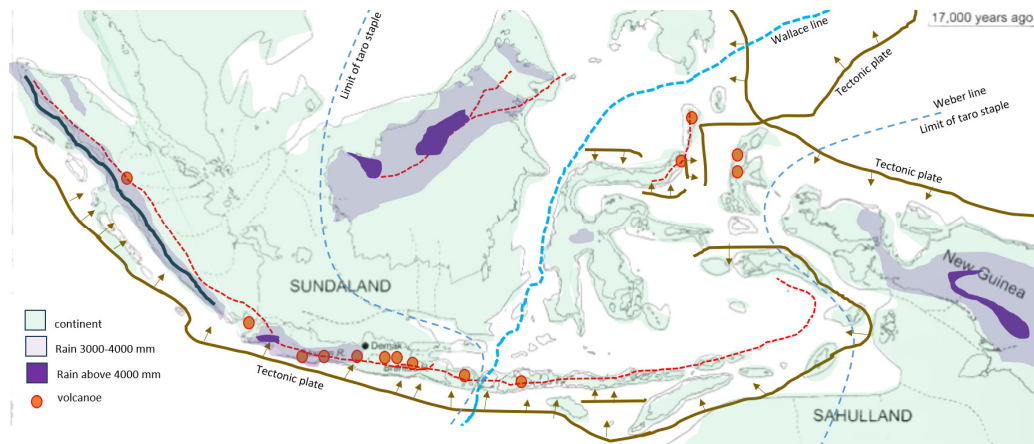 17,000 years ago
Wallace line
Limit of taro staple
Tectonic plate
Weber line
Limit of taro staple
Tectonic plate
New Guinea
SUNDALAND
continent
Rain 3000-4000 mm
Rain above 4000 mm
volcanoe
Demak
Tectonic plate
SAHULLAND